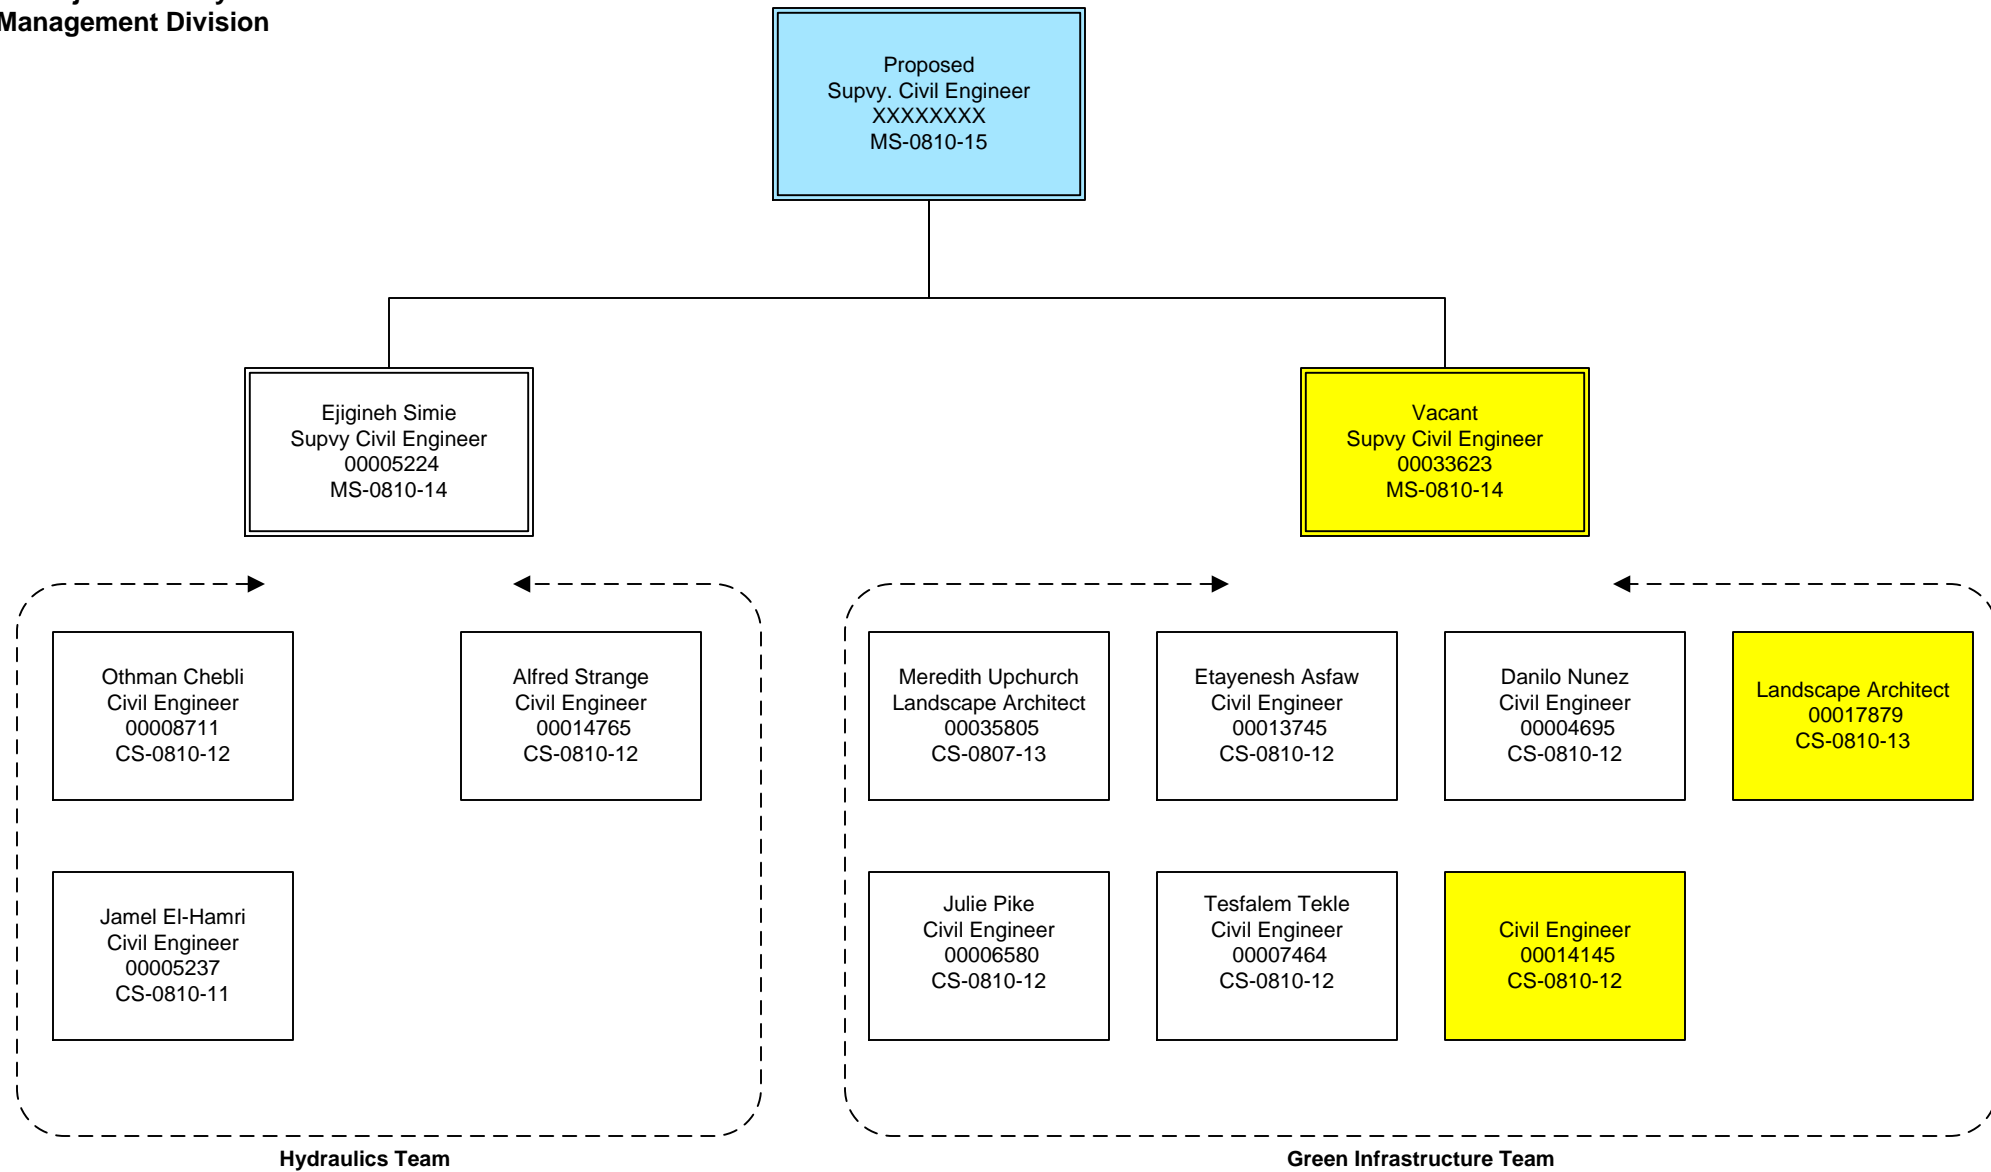 Management Division
Proposed
Supvy. Civil Engineer
XXXXXXXX
MS-0810-15
Ejigineh Simie
Supvy Civil Engineer
00005224
MS-0810-14
Vacant
Supvy Civil Engineer
00033623
MS-0810-14
Othman Chebli
Civil Engineer
00008711
CS-0810-12
Alfred Strange
Civil Engineer
00014765
CS-0810-12
Meredith Upchurch
Landscape Architect
00035805
CS-0807-13
Etayenesh Asfaw
Civil Engineer
00013745
CS-0810-12
Danilo Nunez
Civil Engineer
00004695
CS-0810-12
Landscape Architect
00017879
CS-0810-13
Jamel El-Hamri
Civil Engineer
00005237
CS-0810-11
Julie Pike
Civil Engineer
00006580
CS-0810-12
Tesfalem Tekle
Civil Engineer
00007464
CS-0810-12
Civil Engineer
00014145
CS-0810-12
Hydraulics Team
Green Infrastructure Team